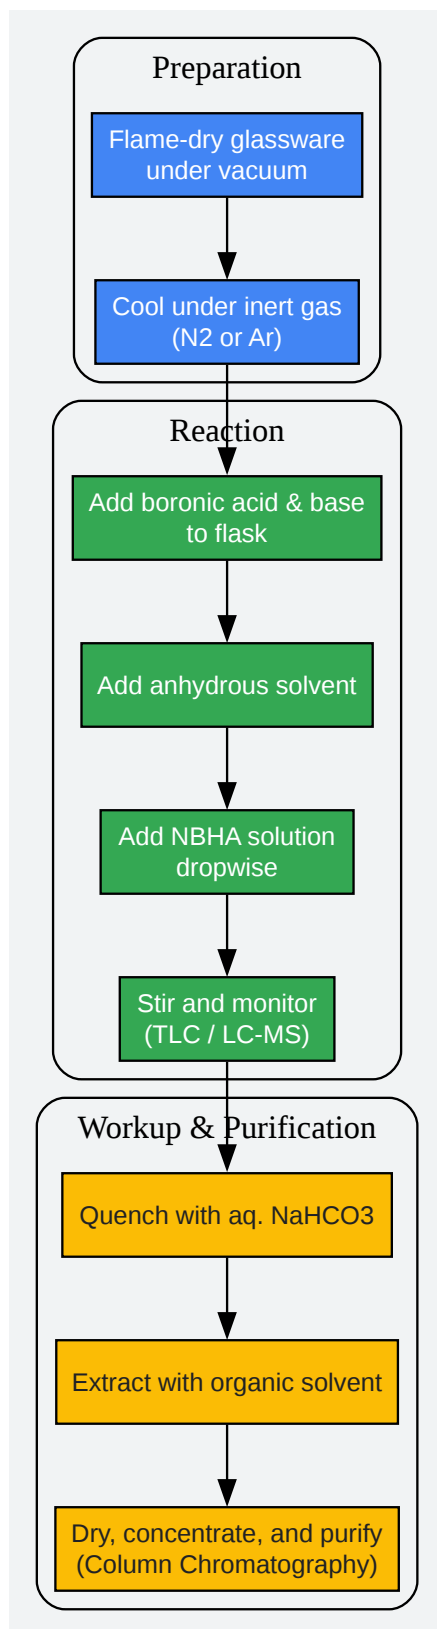 Preparation
Flame-dry glassware
under vacuum
Cool under inert gas
(N2 or Ar)
Reaction
Add boronic acid & base
to flask
Add anhydrous solvent
Add NBHA solution
dropwise
Stir and monitor
(TLC / LC-MS)
Workup & Purification
Quench with aq. NaHCO3
Extract with organic solvent
Dry, concentrate, and purify
(Column Chromatography)